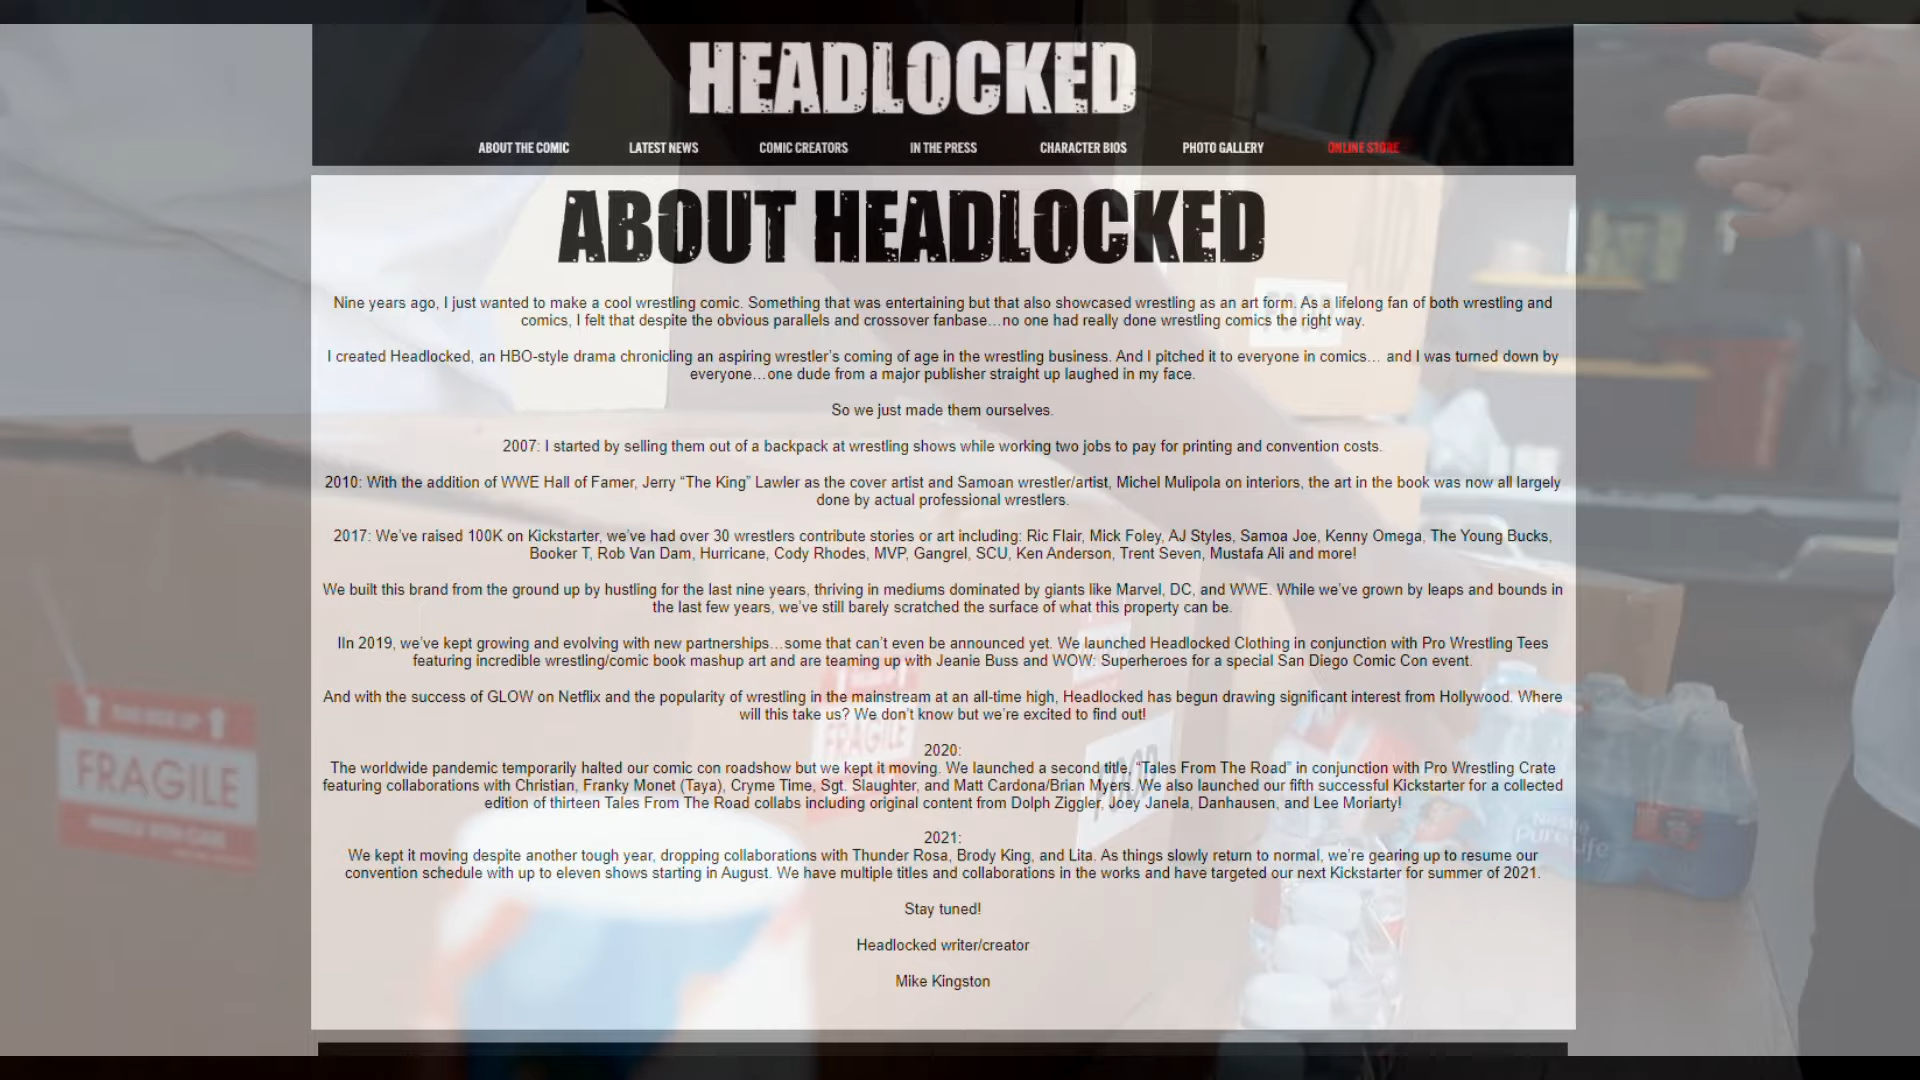 HEADLOCKED
ABOUT THE COMIC LATEST NEWS COMIC CREATORS IN THE PRESS CHARACTER BIOS PHOTO GALLERY ONLINE STORE
ABOUT HEADLOCKED
Nine years ago, I just wanted to make a cool wrestling comic. Something that was entertaining but that also showcased wrestling as an art form. As a lifelong fan of both wrestling and
comics, I felt that despite the obvious parallels and crossover fanbase…no one had really done wrestling comics the right way.
I created Headlocked, an HBO-style drama chronicling an aspiring wrestler's coming of age in the wrestling business. And I pitched it to everyone in comics… and I was turned down by
everyone…one dude from a major publisher straight up laughed in my face.
So we just made them ourselves.
2007: I started by selling them out of a backpack at wrestling shows while working two jobs to pay for printing and convention costs.
2010: With the addition of WWE Hall of Famer, Jerry “The King” Lawler as the cover artist and Samoan wrestler/artist, Michel Mulipola on interiors, the art in the book was now all largely
done by actual professional wrestlers.
2017: We've raised 100K on Kickstarter, we've had over 30 wrestlers contribute stories or art including: Ric Flair, Mick Foley, AJ Styles, Samoa Joe, Kenny Omega, The Young Bucks,
Booker T, Rob Van Dam, Hurricane, Cody Rhodes, MVP, Gangrel, SCU, Ken Anderson, Trent Seven, Mustafa Ali and more!
We built this brand from the ground up by hustling for the last nine years, thriving in mediums dominated by giants like Marvel, DC, and WWE. While we've grown by leaps and bounds in
the last few years, we've still barely scratched the surface of what this property can be.
IIn 2019, we've kept growing and evolving with new partnerships…some that can't even be announced yet. We launched Headlocked Clothing in conjunction with Pro Wrestling Tees
featuring incredible wrestling/comic book mashup art and are teaming up with Jeanie Buss and WOW: Superheroes for a special San Diego Comic Con event.
And with the success of GLOW on Netflix and the popularity of wrestling in the mainstream at an all-time high, Headlocked has begun drawing significant interest from Hollywood. Where
will this take us? We don't know but we're excited to find out!
2020:
The worldwide pandemic temporarily halted our comic con roadshow but we kept it moving. We launched a second title, “Tales From The Road” in conjunction with Pro Wrestling Crate
featuring collaborations with Christian, Franky Monet (Taya), Cryme Time, Sgt. Slaughter, and Matt Cardona/Brian Myers. We also launched our fifth successful Kickstarter for a collected
edition of thirteen Tales From The Road collabs including original content from Dolph Ziggler, Joey Janela, Danhausen, and Lee Moriarty!
2021:
We kept it moving despite another tough year, dropping collaborations with Thunder Rosa, Brody King, and Lita. As things slowly return to normal, we're gearing up to resume our
convention schedule with up to eleven shows starting in August. We have multiple titles and collaborations in the works and have targeted our next Kickstarter for summer of 2021.
Stay tuned!
Headlocked writer/creator
Mike Kingston
FOOD
FRAGILE
FRAGILE
FOOD
Nestle
Pure Life